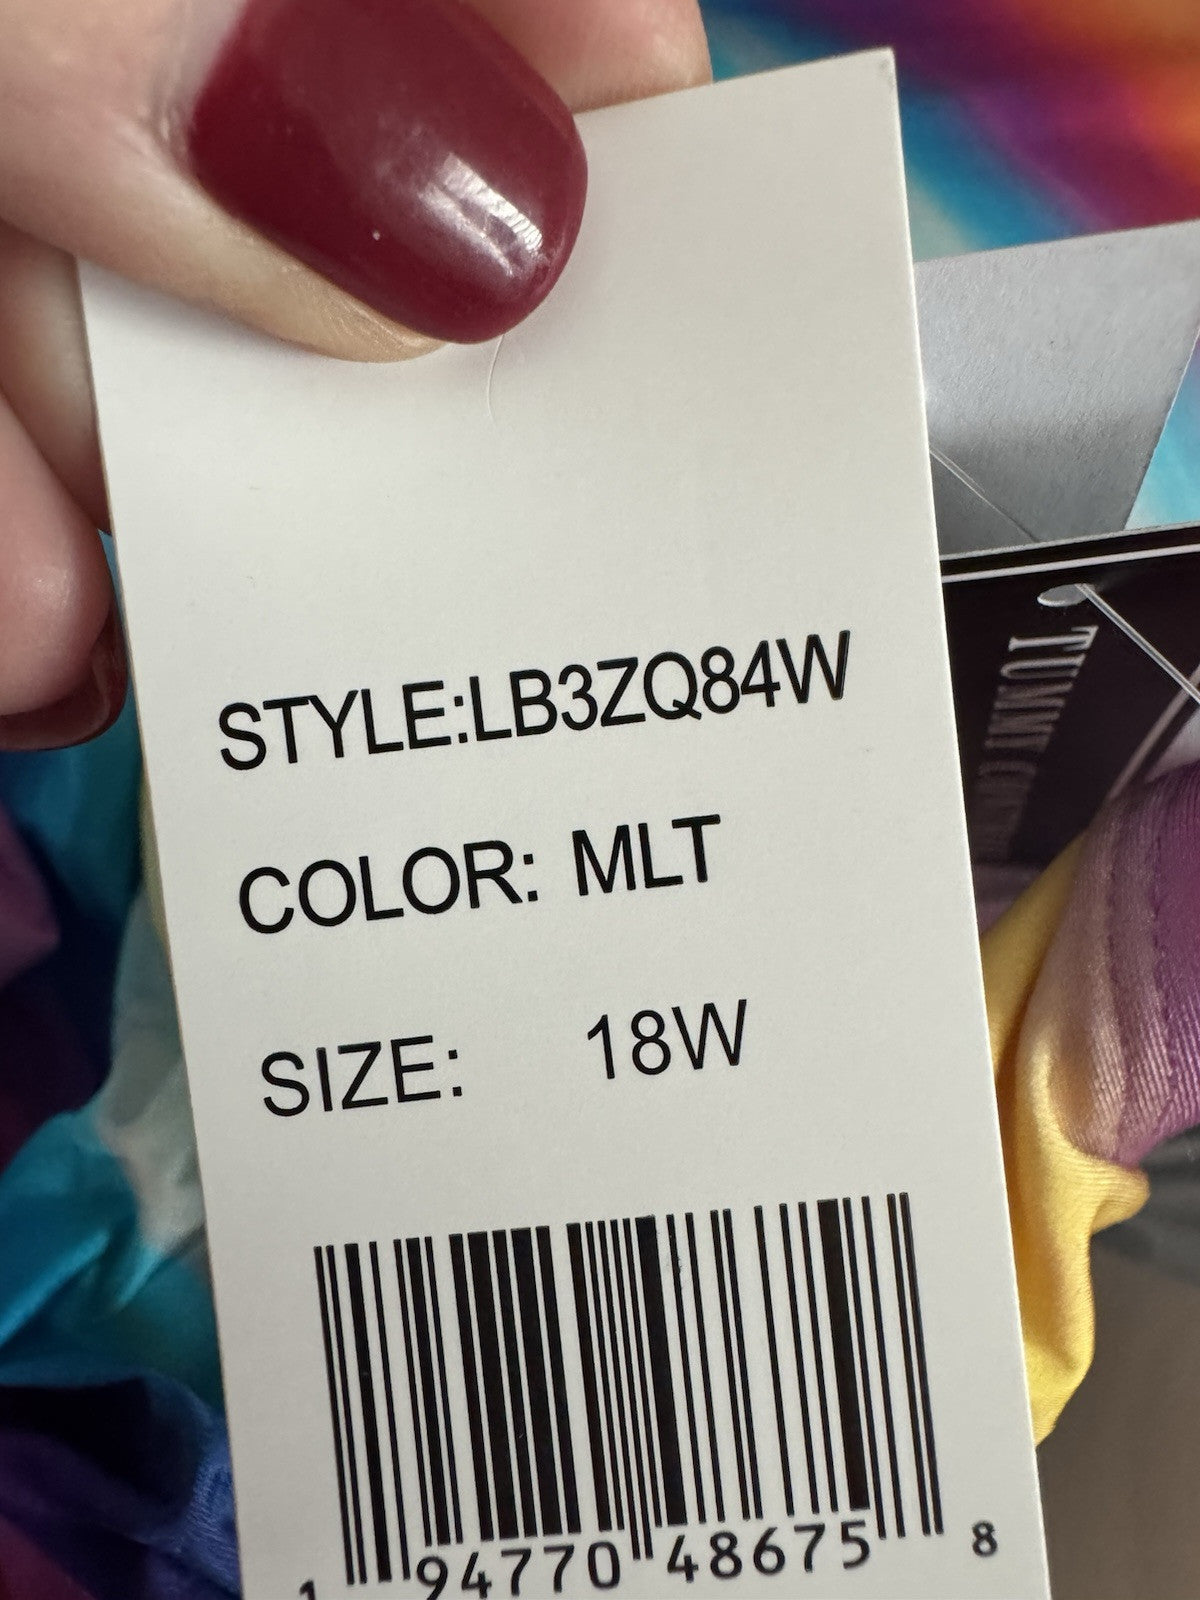 STYLE:LB3ZQ84W
COLOR: MLT
SIZE: 18W
1 94770 48675 8